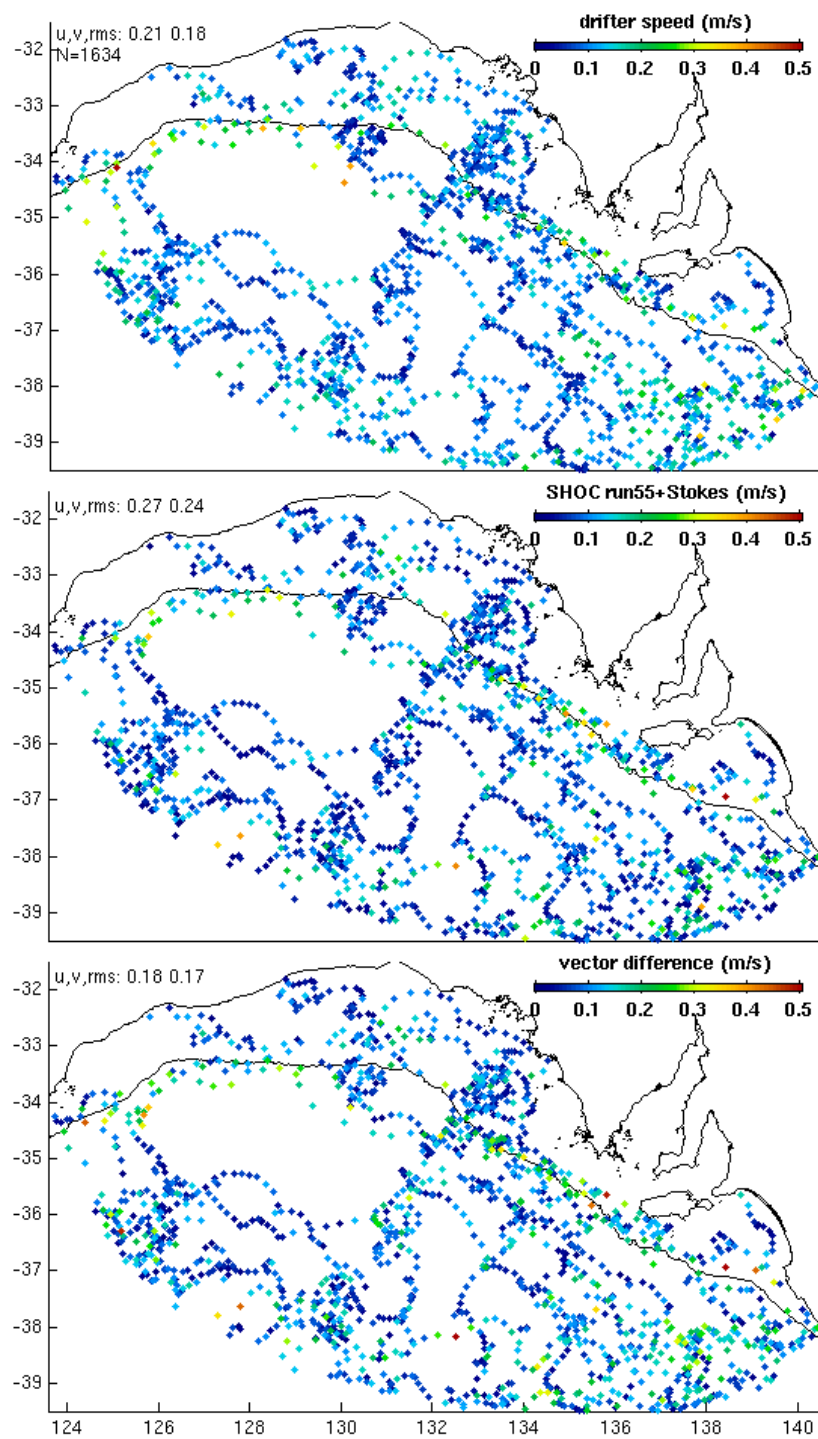 drifter speed (m/s)
u,v,rms: 0.21 0.18
N=1634
0 0.1 0.2 0.3 0.4 0.5
-32
-33
-34
-35
-36
-37
-38
-39
SHOC run55+Stokes (m/s)
u,v,rms: 0.27 0.24
0 0.1 0.2 0.3 0.4 0.5
-32
-33
-34
-35
-36
-37
-38
-39
vector difference (m/s)
u,v,rms: 0.18 0.17
0 0.1 0.2 0.3 0.4 0.5
-32
-33
-34
-35
-36
-37
-38
-39
124 126 128 130 132 134 136 138 140